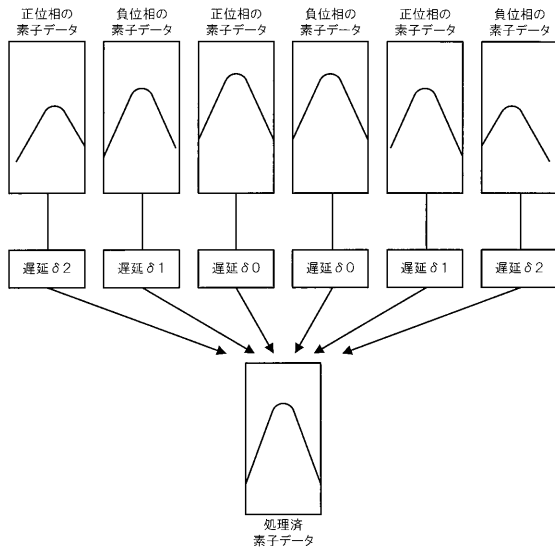 正位相の
素子データ
負位相の
素子データ
正位相の
素子データ
負位相の
素子データ
正位相の
素子データ
負位相の
素子データ
遅延δ2
遅延δ1
遅延δ0
遅延δ0
遅延δ1
遅延δ2
処理済
素子データ